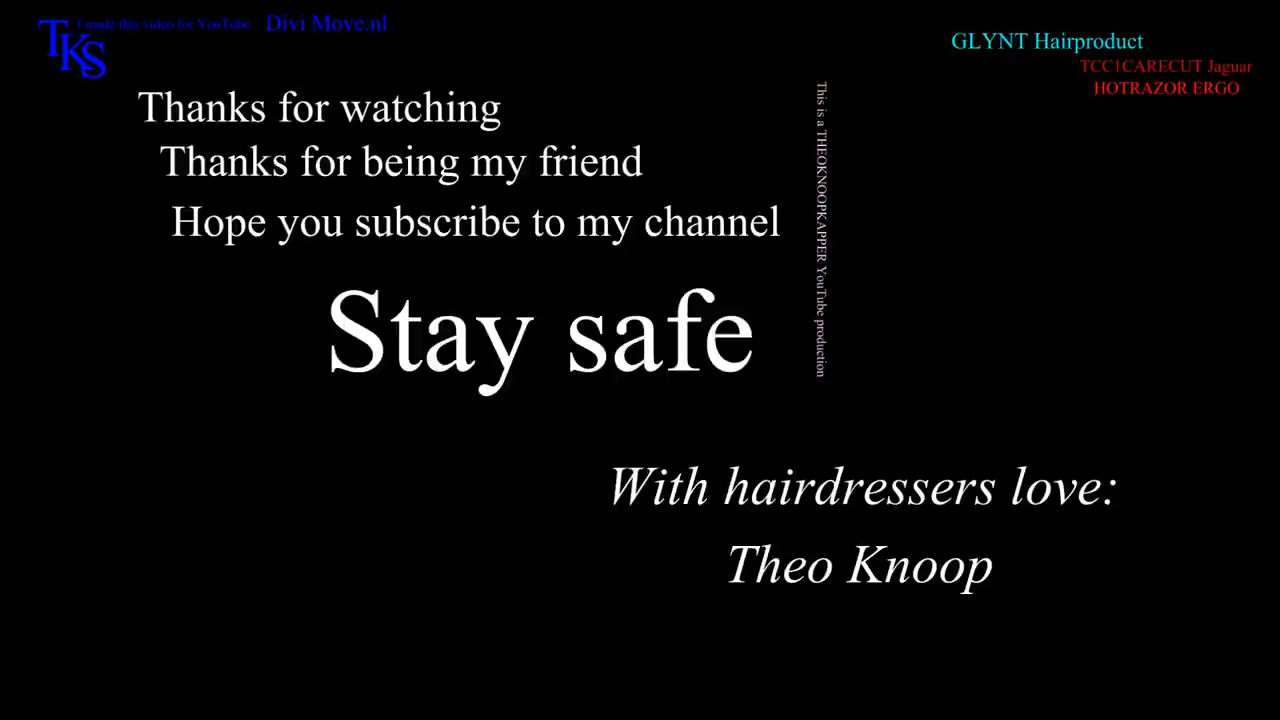 TKS
I made this video for YouTube Divi Move.nl
GLYNT Hairproduct
TCC1CARECUT Jaguar
HOTRAZOR ERGO
Thanks for watching
Thanks for being my friend
Hope you subscribe to my channel
Stay safe
This is a THEOKNOOPKAPPER YouTube production
With hairdressers love:
Theo Knoop